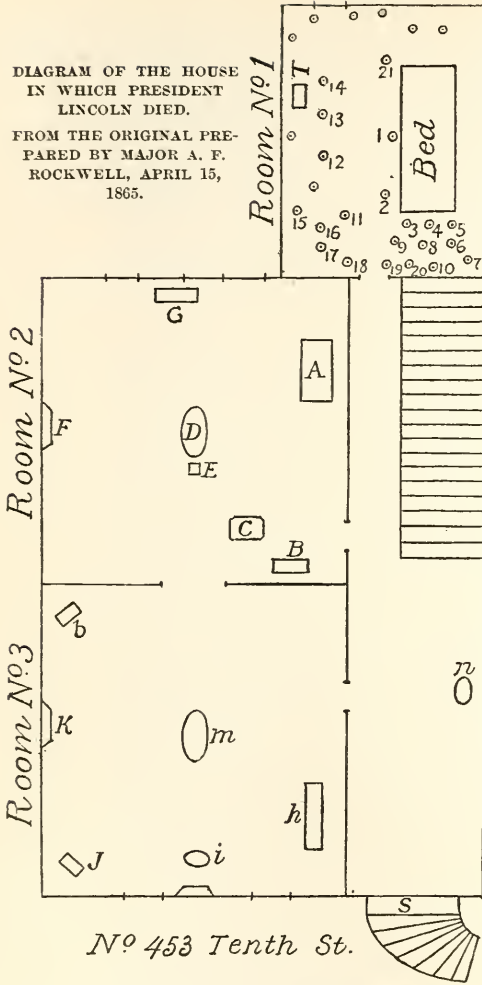 DIAGRAM OF THE HOUSE
IN WHICH PRESIDENT
LINCOLN DIED.
FROM THE ORIGINAL PRE-
PARED BY MAJOR A. F.
ROCKWELL, APRIL 15,
1865.
Room Nº 1
T
21
14
13
1
Bed
12
2
15
11
16
3
4
5
17
9
8
6
18
19
20
10
7
Room Nº 2
G
A
F
D
E
C
B
Room Nº 3
b
n
K
m
h
J
i
S
Nº 453 Tenth St.